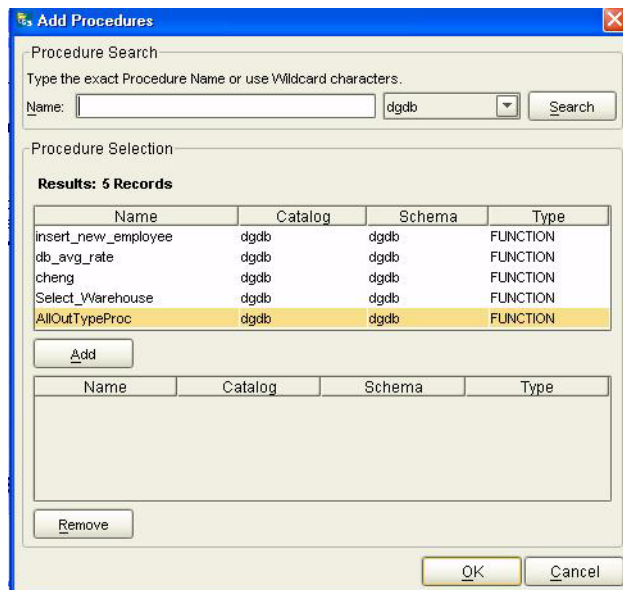 Add Procedures
Procedure Search
Type the exact Procedure Name or use Wildcard characters.
Name: dgdb Search
Procedure Selection
Results: 5 Records
Name Catalog Schema Type
insert_new_employee dgdb dgdb FUNCTION
db_avg_rate dgdb dgdb FUNCTION
cheng dgdb dgdb FUNCTION
Select_Warehouse dgdb dgdb FUNCTION
AllOutTypeProc dgdb dgdb FUNCTION
Add
Name Catalog Schema Type
Remove
OK Cancel